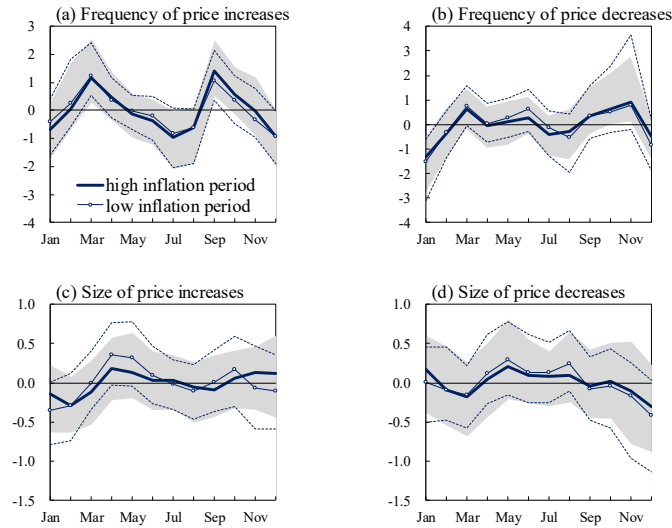 (a) Frequency of price increases
3
2
1
0
-1
-2
-3
-4
high inflation period
low inflation period
Jan Mar May Jul Sep Nov
(b) Frequency of price decreases
4
3
2
1
0
-1
-2
-3
-4
Jan Mar May Jul Sep Nov
(c) Size of price increases
1.0
0.5
0.0
-0.5
-1.0
-1.5
Jan Mar May Jul Sep Nov
(d) Size of price decreases
1.0
0.5
0.0
-0.5
-1.0
-1.5
Jan Mar May Jul Sep Nov